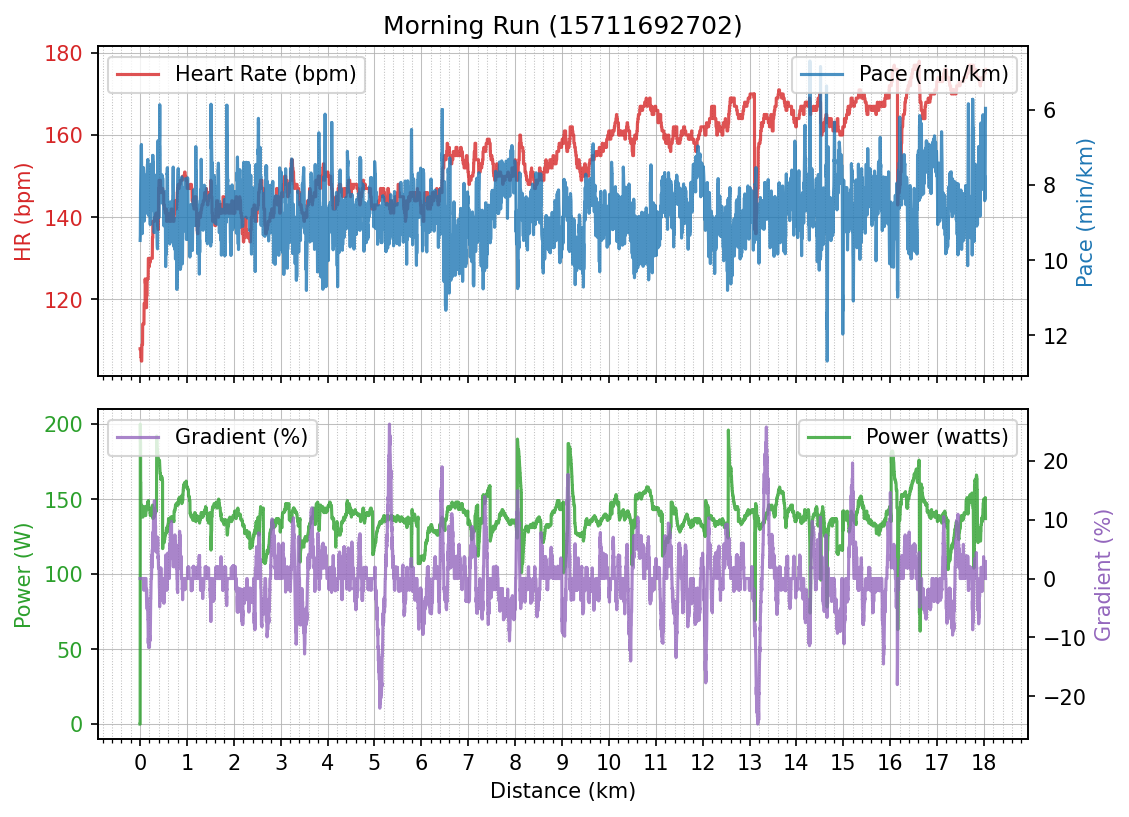 Morning Run (15711692702)
Heart Rate (bpm)
Pace (min/km)
180
160
140
120
HR (bpm)
6
8
10
12
Pace (min/km)
Gradient (%)
Power (watts)
200
150
100
50
0
Power (W)
20
10
0
−10
−20
Gradient (%)
0 1 2 3 4 5 6 7 8 9 10 11 12 13 14 15 16 17 18
Distance (km)